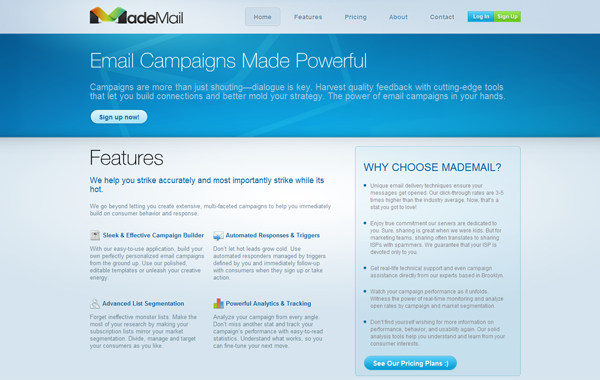 MadeMail
Home Features Pricing About Contact Log In Sign Up
Email Campaigns Made Powerful
Campaigns are more than just shouting—dialogue is key. Harvest quality feedback with cutting-edge tools
that let you build connections and better mold your strategy. The power of email campaigns in your hands.
Sign up now!
Features
We help you strike accurately and most importantly strike while its
hot.
We go beyond letting you create extensive, multi-faceted campaigns to help you immediately
build on consumer behavior and response.
Sleek & Effective Campaign Builder
With our easy-to-use application, build your
own perfectly personalized email campaigns
from the ground up. Use our polished,
editable templates or unleash your creative
energy.
Automated Responses & Triggers
Don't let hot leads grow cold. Use
automated responders managed by triggers
defined by you and immediately follow-up
with consumers when they sign up or take
action.
Advanced List Segmentation
Forget ineffective monster lists. Make the
most of your research by making your
subscription lists mirror your market
segmentation. Divide, manage and target
your consumers as you like.
Powerful Analytics & Tracking
Analyze your campaign from every angle.
Don't miss another stat and track your
campaign's performance with easy-to-read
statistics. Understand what works, so you
can fine-tune your next move.
WHY CHOOSE MADEMAIL?
Unique email delivery techniques ensure your
messages get opened. Our click-through rates are 3-5
times higher than the industry average. Now, that's a
stat you got to love!
Enjoy true commitment our servers are dedicated to
you. Sure, sharing is great when we were kids. But for
marketing teams, sharing often translates to sharing
ISPs with spammers. We guarantee that your ISP is
devoted only to you.
Get real-life technical support and even campaign
assistance directly from our experts based in Brooklyn.
Watch your campaign performance as it unfolds.
Witness the power of real-time monitoring and analyze
open rates by campaign and market segmentation.
Don't find yourself wishing for more information on
performance, behavior, and usability again. Our solid
analysis tools help you understand and learn from your
consumer interests.
See Our Pricing Plans :)